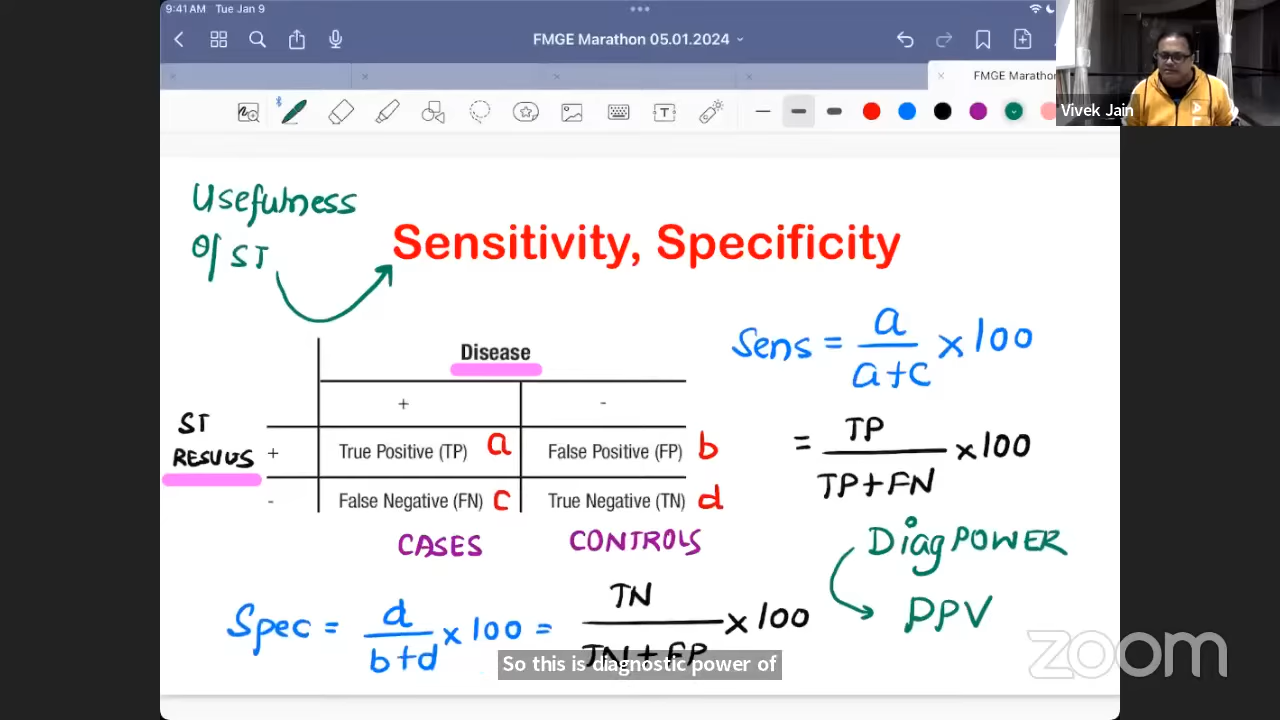 9:41 AM Tue Jan 9
FMGE Marathon 05.01.2024
FMGE Marathon
T
Vivek Jain
Usefulness
Of ST
Sensitivity, Specificity
Sens = a / a+c × 100
= TP / TP+FN × 100
Disease
+ -
ST
RESULTS
+ True Positive (TP) a False Positive (FP) b
- False Negative (FN) c True Negative (TN) d
CASES CONTROLS
Diag POWER
PPV
Spec = d / b+d × 100 = TN / TN + FP × 100
So this is diagnostic power of
zoom